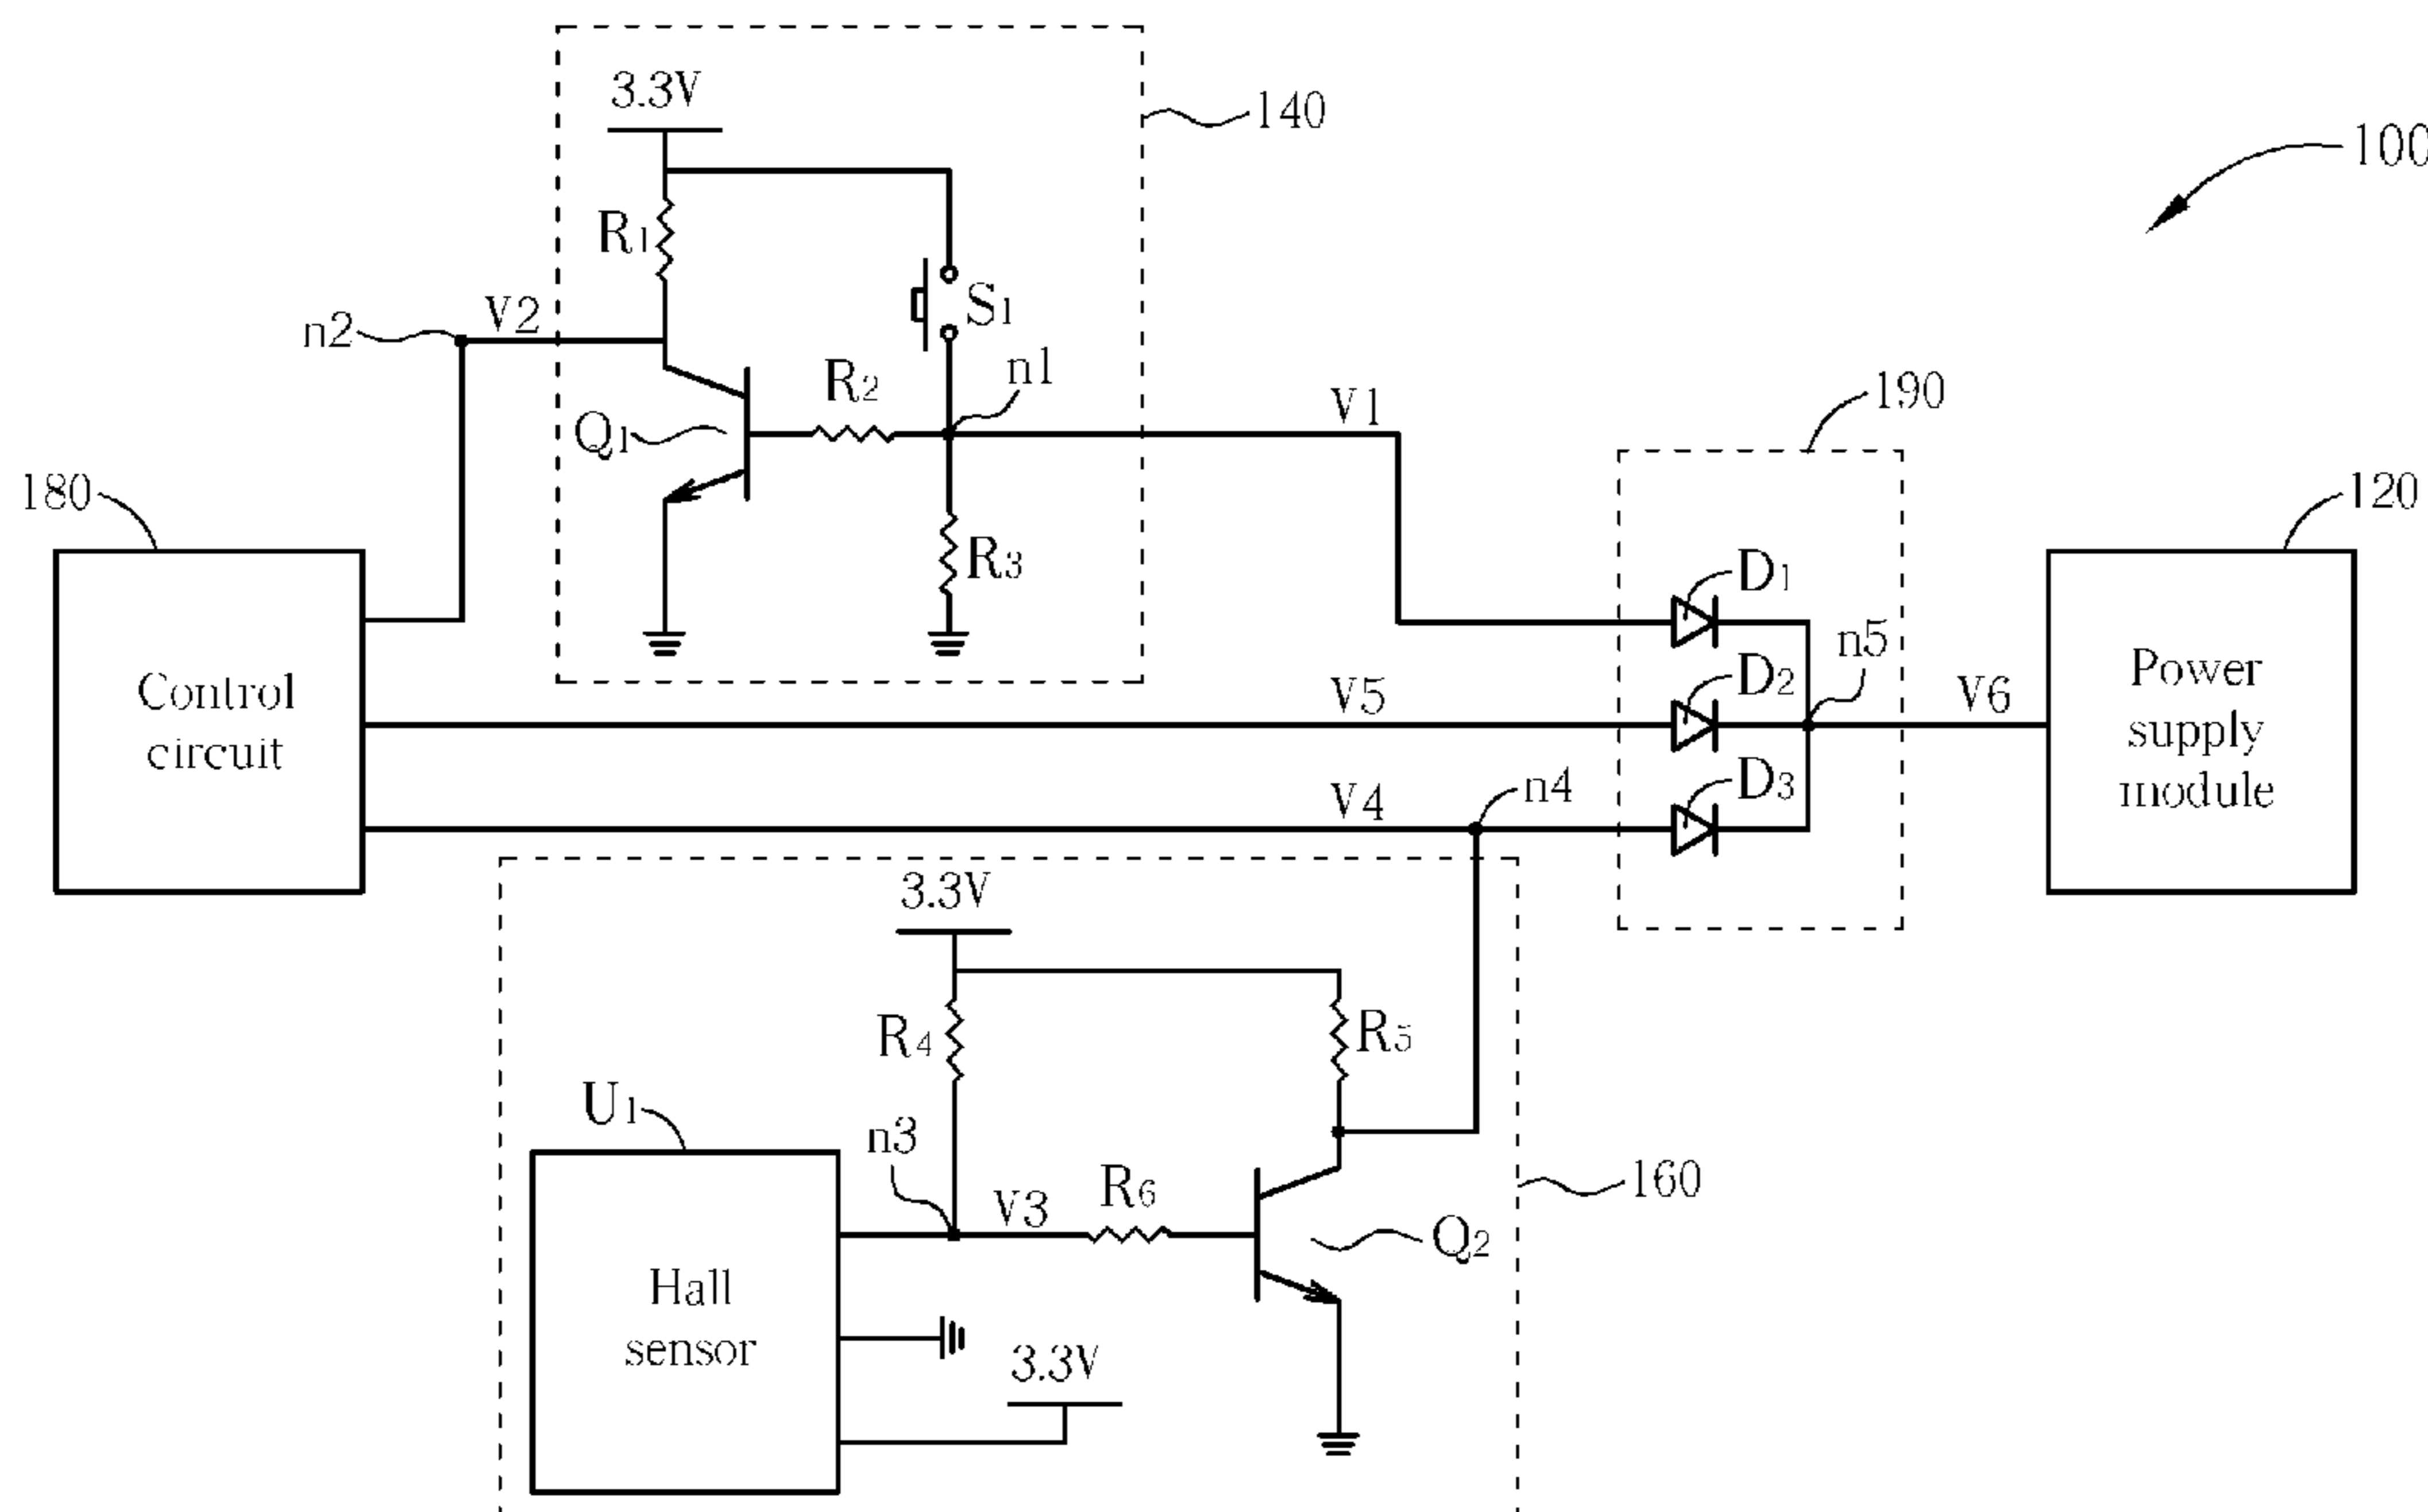 3.3V
140
100
R1
S1
n2
V2
n1
R2
V1
Q1
190
180
120
R3
D1
n5
Control
circuit
V5
D2
V6
Power
supply
module
V4
n4
D3
3.3V
R4
R5
U1
n3
V3
R6
160
Q2
Hall
sensor
3.3V